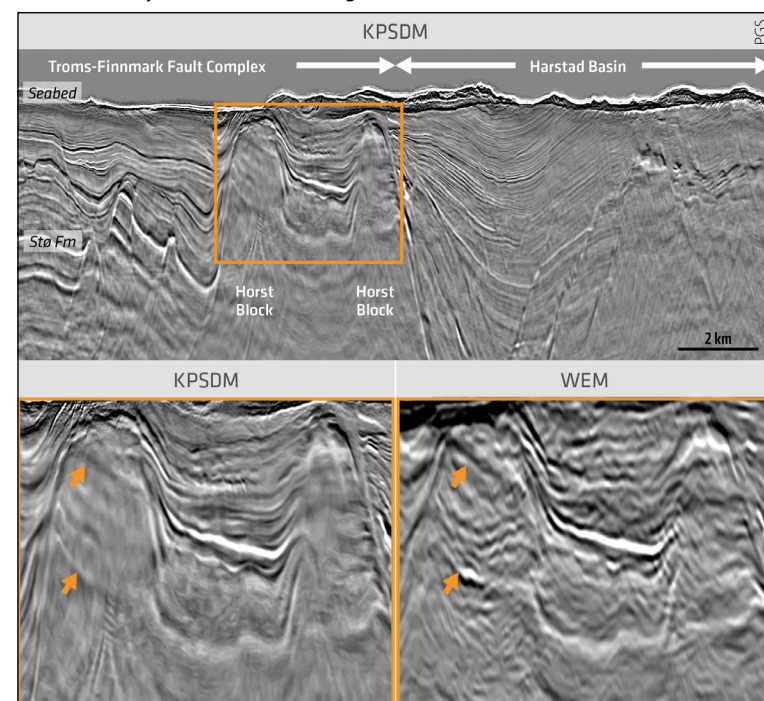 KPSDM
PGS
Troms-Finnmark Fault Complex
Harstad Basin
Seabed
Stø Fm
Horst
Block
Horst
Block
2 km
KPSDM
WEM